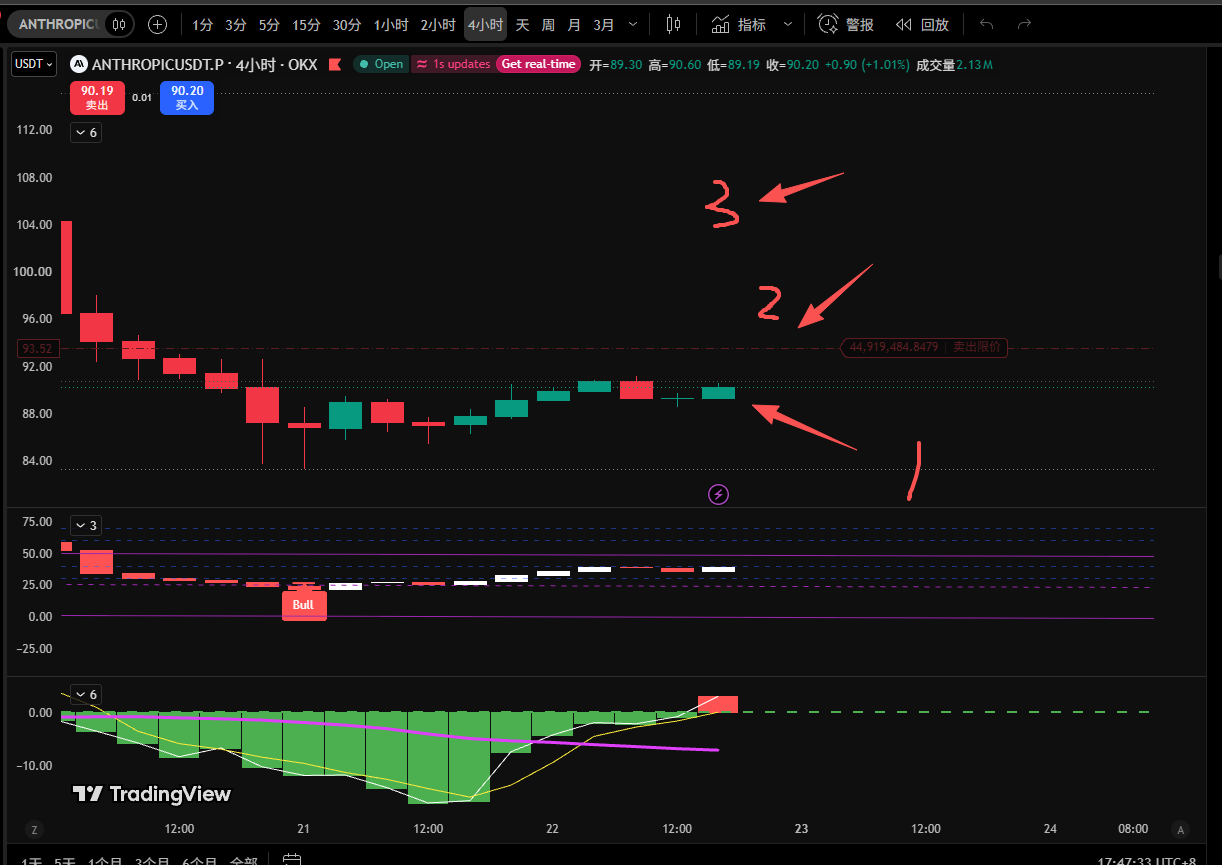 ANTHROPICU 1分 3分 5分 15分 30分 1小时 2小时 4小时 天 周 月 3月 指标 警报 回放
USDT ANTHROPICUSDT.P · 4小时 · OKX Open 1s updates Get real-time 开=89.30 高=90.60 低=89.19 收=90.20 +0.90 (+1.01%) 成交量2.13 M
90.19 卖出 0.01 90.20 买入
112.00
6
108.00
3
104.00
100.00
96.00
2
93.52
44,919,484.8479 卖出限价
92.00
88.00
84.00
1
75.00
3
50.00
25.00
Bull
0.00
−25.00
6
0.00
−10.00
TradingView
Z 12:00 21 12:00 22 12:00 23 12:00 24 08:00 A
1天 5天 1个月 3个月 6个月 全部 17:47:33 UTC+8